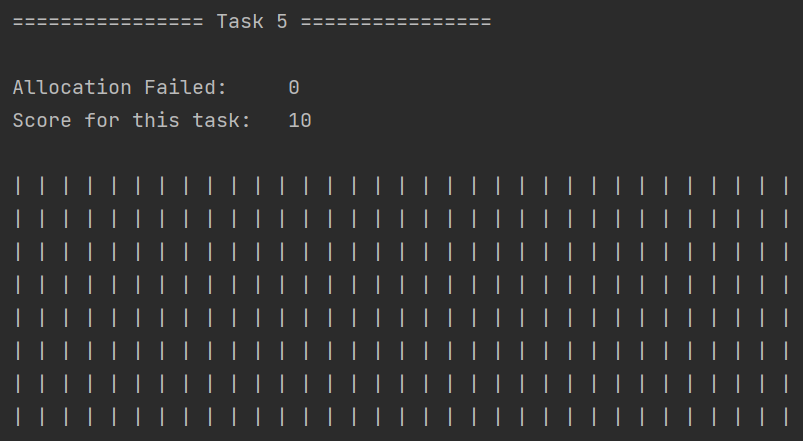 ================ Task 5 ================
Allocation Failed:     0
Score for this task:   10
| | | | | | | | | | | | | | | | | | | | | | | | | | | | | | | | |
| | | | | | | | | | | | | | | | | | | | | | | | | | | | | | | | |
| | | | | | | | | | | | | | | | | | | | | | | | | | | | | | | | |
| | | | | | | | | | | | | | | | | | | | | | | | | | | | | | | | |
| | | | | | | | | | | | | | | | | | | | | | | | | | | | | | | | |
| | | | | | | | | | | | | | | | | | | | | | | | | | | | | | | | |
| | | | | | | | | | | | | | | | | | | | | | | | | | | | | | | | |
| | | | | | | | | | | | | | | | | | | | | | | | | | | | | | | | |